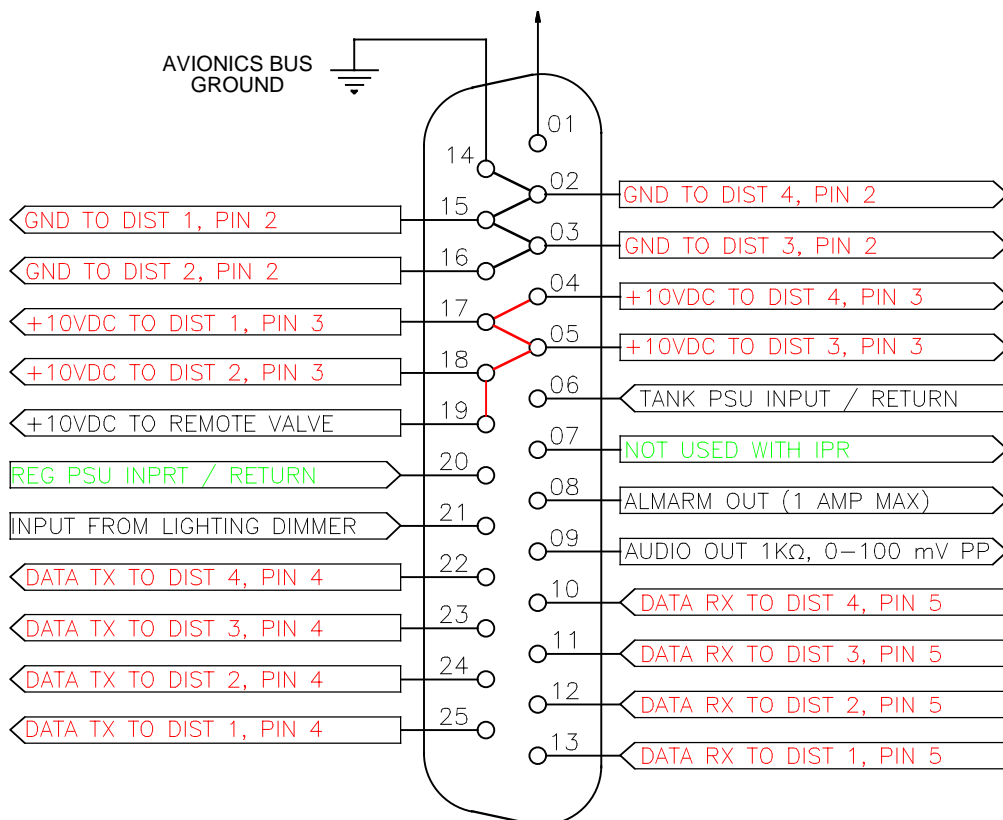 AVIONICS BUS
GROUND
01
14
02
GND TO DIST 4, PIN 2
GND TO DIST 1, PIN 2
15
03
GND TO DIST 3, PIN 2
GND TO DIST 2, PIN 2
16
04
+10VDC TO DIST 4, PIN 3
+10VDC TO DIST 1, PIN 3
17
05
+10VDC TO DIST 3, PIN 3
+10VDC TO DIST 2, PIN 3
18
06
TANK PSU INPUT / RETURN
+10VDC TO REMOTE VALVE
19
07
NOT USED WITH IPR
REG PSU INPRT / RETURN
20
08
ALMARM OUT (1 AMP MAX)
INPUT FROM LIGHTING DIMMER
21
09
AUDIO OUT 1KΩ, 0-100 mV PP
DATA TX TO DIST 4, PIN 4
22
10
DATA RX TO DIST 4, PIN 5
DATA TX TO DIST 3, PIN 4
23
11
DATA RX TO DIST 3, PIN 5
DATA TX TO DIST 2, PIN 4
24
12
DATA RX TO DIST 2, PIN 5
DATA TX TO DIST 1, PIN 4
25
13
DATA RX TO DIST 1, PIN 5